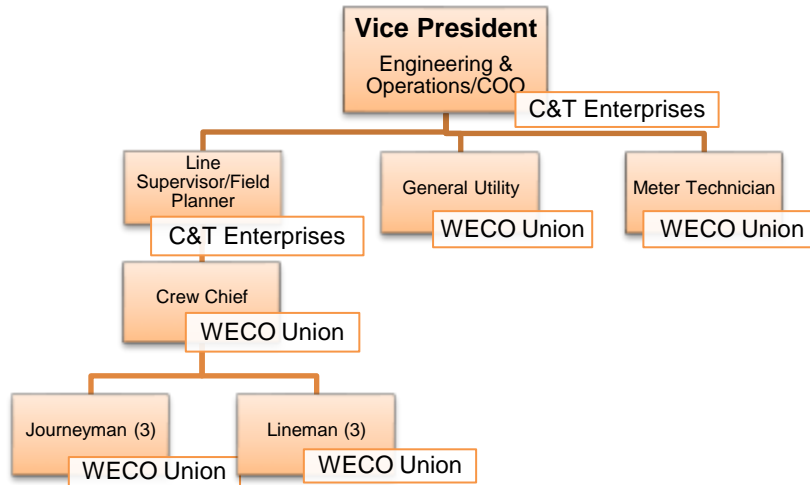 Vice President
Engineering &
Operations/COO
C&T Enterprises
Line
Supervisor/Field
Planner
C&T Enterprises
General Utility
WECO Union
Meter Technician
WECO Union
Crew Chief
WECO Union
Journeyman (3)
WECO Union
Lineman (3)
WECO Union